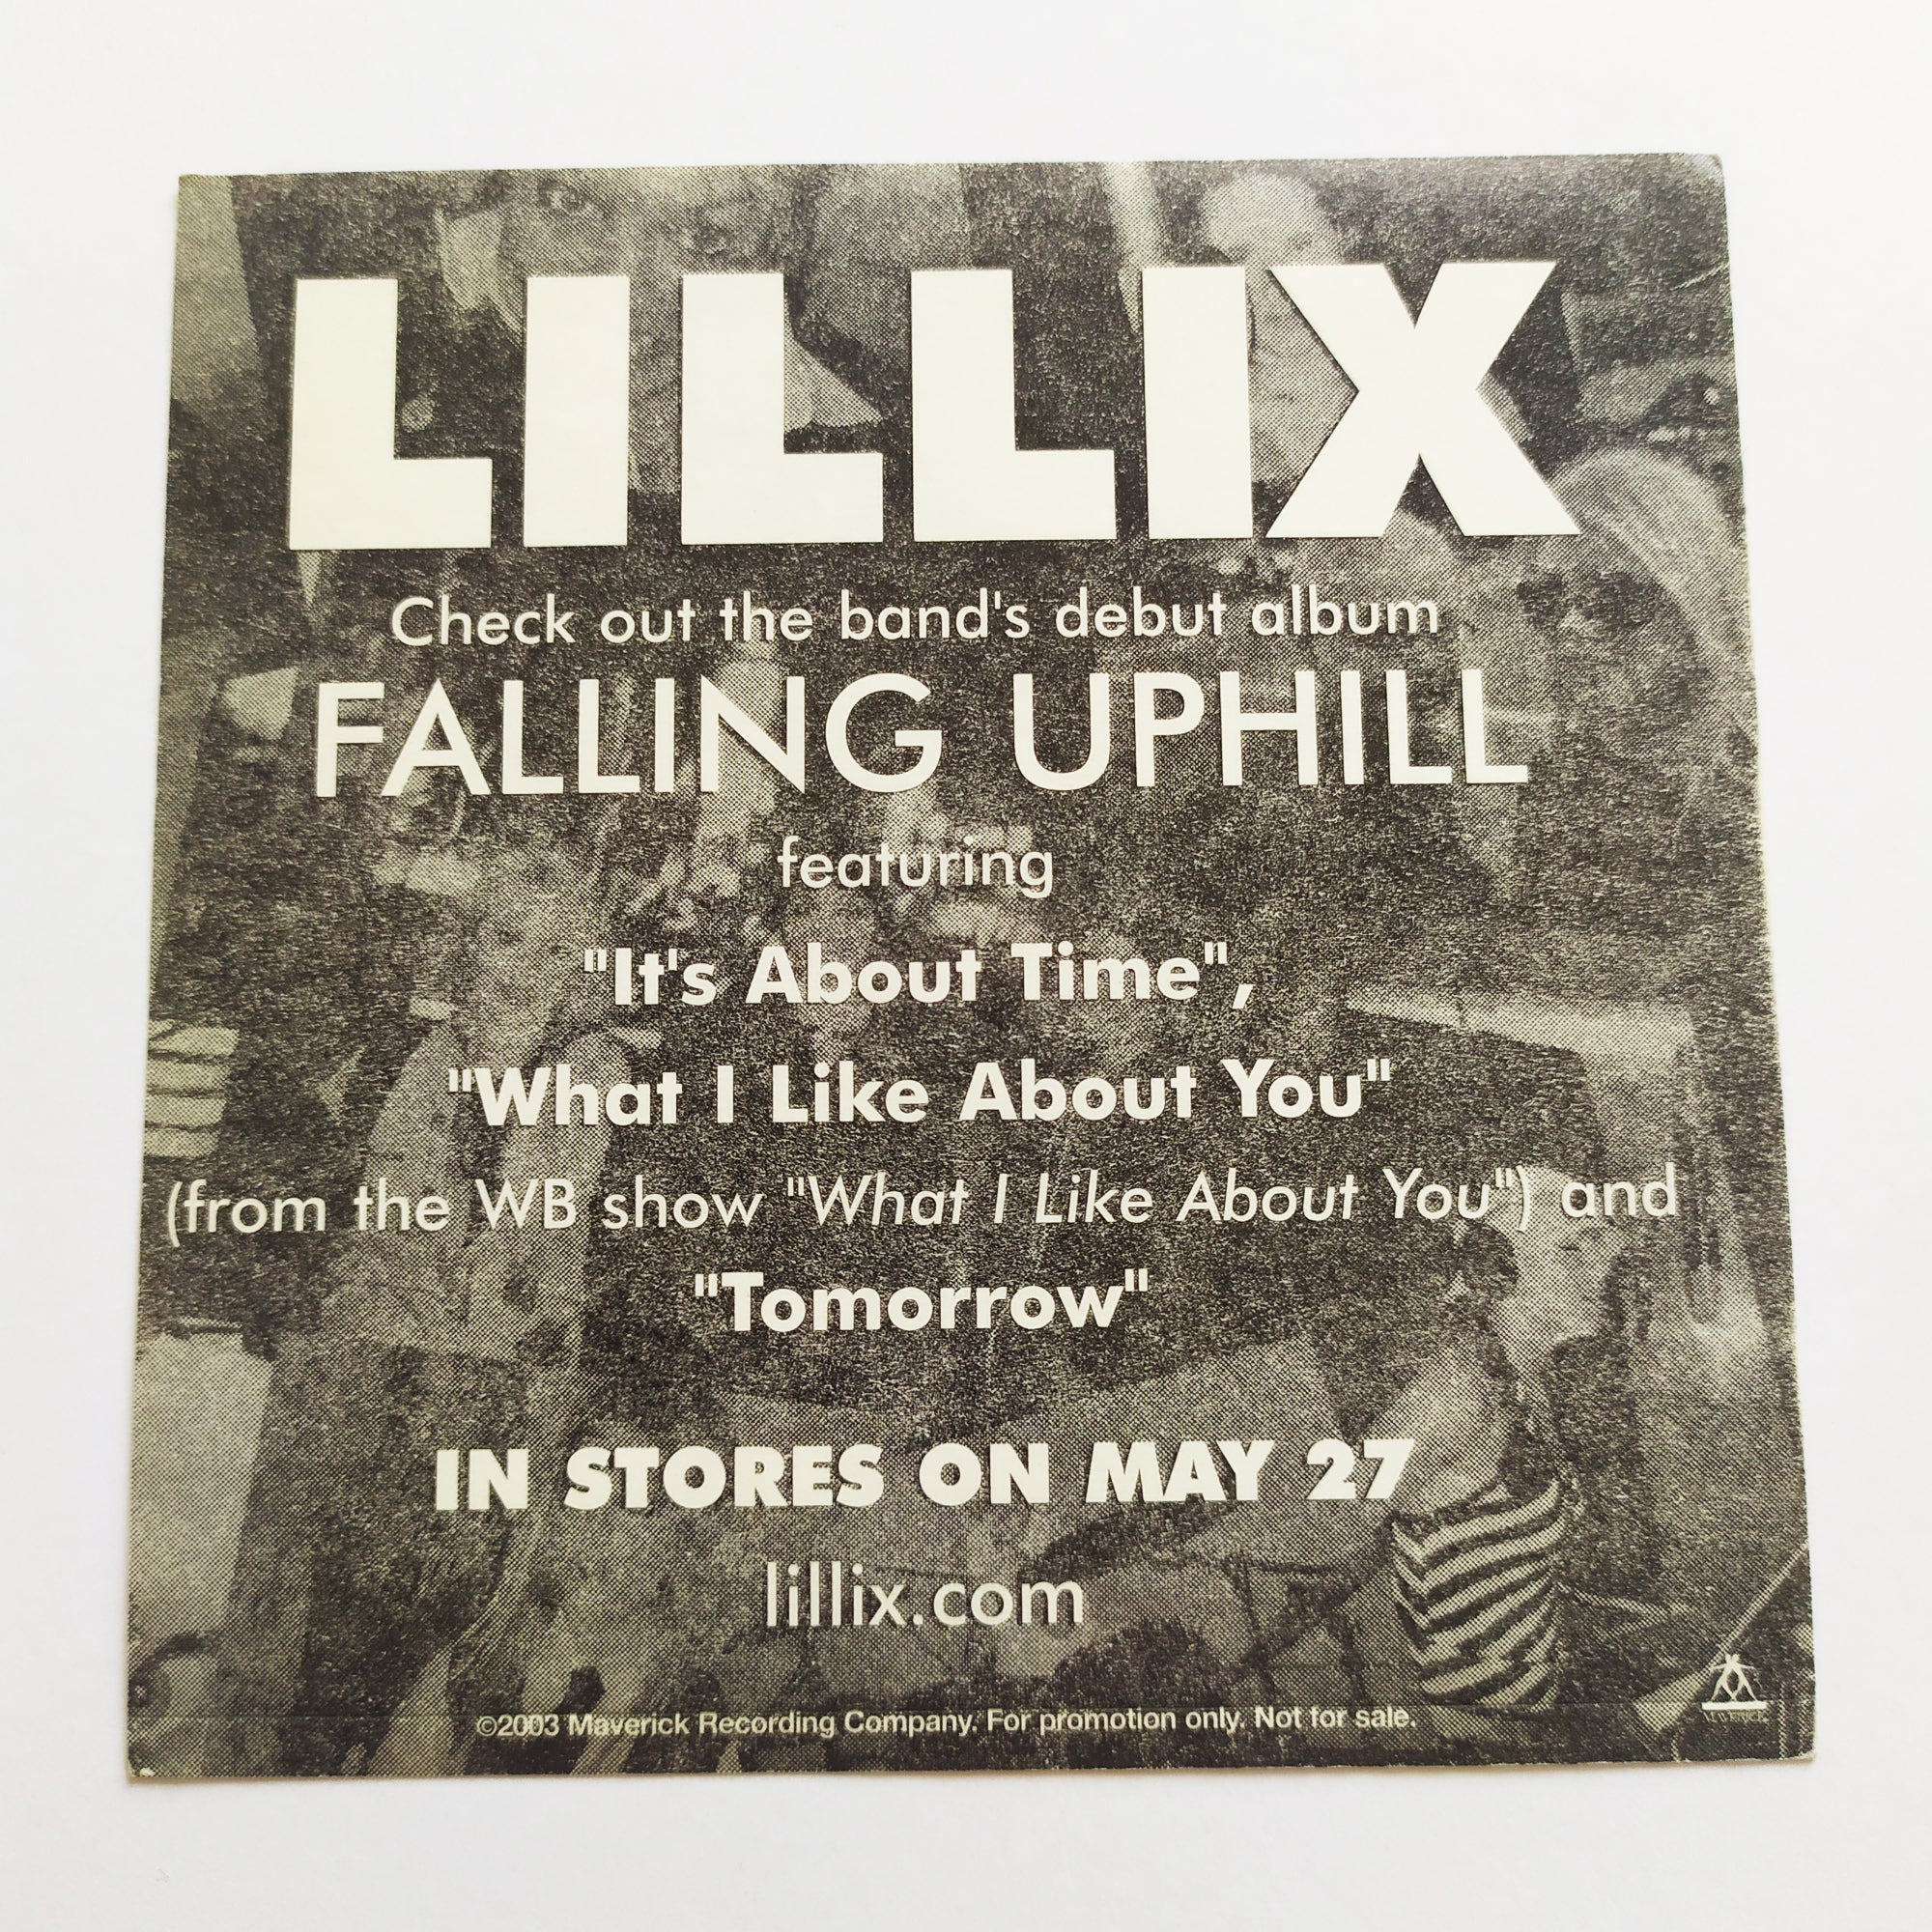 LILLIX
Check out the band's debut album
FALLING UPHILL
featuring
"It's About Time",
"What I Like About You"
(from the WB show "What I Like About You") and
"Tomorrow"
IN STORES ON MAY 27
lillix.com
©2003 Maverick Recording Company. For promotion only. Not for sale.
MAVERICK